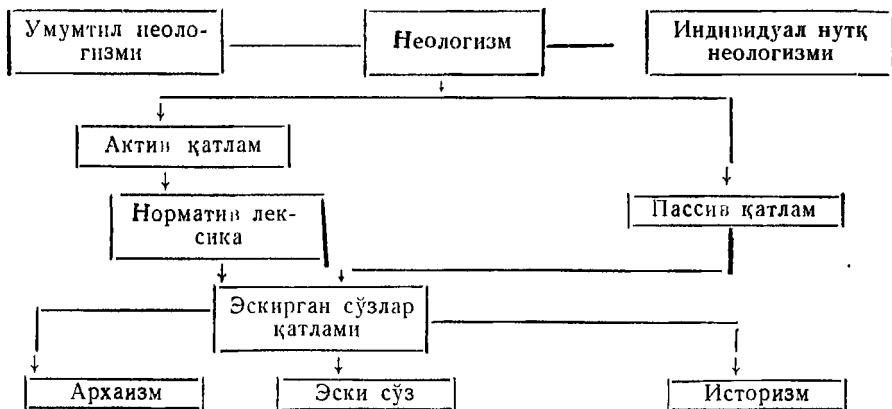 Умумтил неоло-
гизми
Неологизм
Индивидуал нутқ
неологизми
Актив қатлам
Норматив лек-
сика
Пассив қатлам
Эскирган сўзлар
қатлами
Архаизм
Эски сўз
Историзм